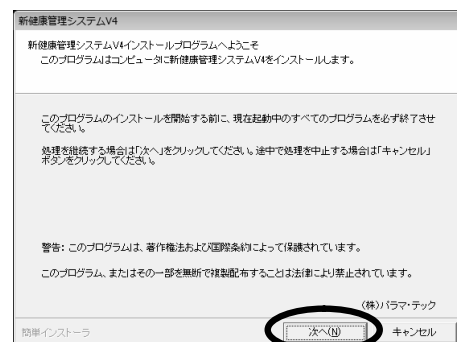 新健康管理システムV4
新健康管理システムV4インストールプログラムへようこそ
このプログラムはコンピュータに新健康管理システムV4をインストールします。
このプログラムのインストールを開始する前に、現在起動中のすべてのプログラムを必ず終了させ
てください。
処理を継続する場合は「次へ」をクリックしてください。途中で処理を中止する場合は「キャンセル」
ボタンをクリックしてください。
警告: このプログラムは、著作権法および国際条約によって保護されています。
このプログラム、またはその一部を無断で複製配布することは法律により禁止されています。
(株)パラマ・テック
簡単インストーラ
次へ(N)
キャンセル